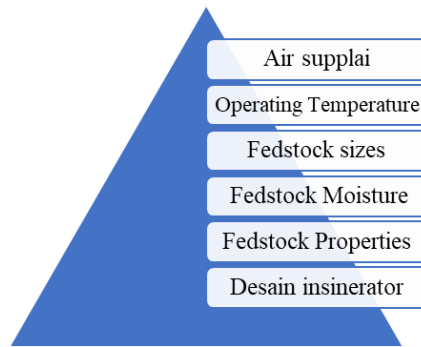 Air supplai
Operating Temperature
Fedstock sizes
Fedstock Moisture
Fedstock Properties
Desain insinerator